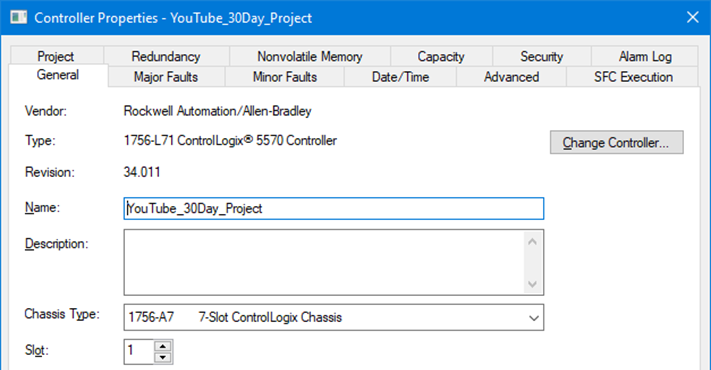 Controller Properties - YouTube_30Day_Project
Project Redundancy Nonvolatile Memory Capacity Security Alarm Log
General Major Faults Minor Faults Date/Time Advanced SFC Execution
Vendor: Rockwell Automation/Allen-Bradley
Type: 1756-L71 ControlLogix® 5570 Controller Change Controller...
Revision: 34.011
Name: YouTube_30Day_Project
Description:
Chassis Type: 1756-A7 7-Slot ControlLogix Chassis
Slot: 1